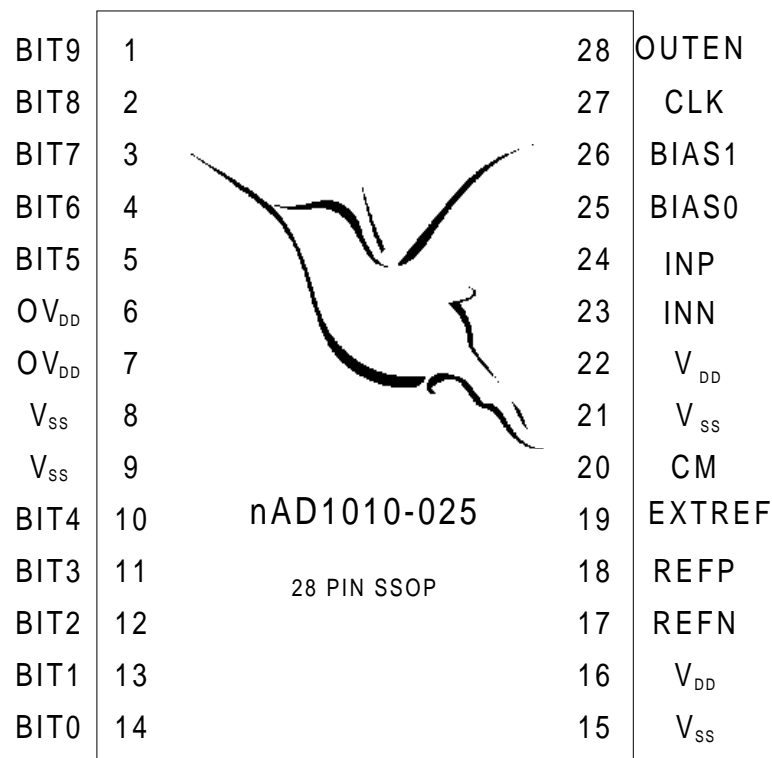 BIT9 1 28 OUTEN
BIT8 2 27 CLK
BIT7 3 26 BIAS1
BIT6 4 25 BIAS0
BIT5 5 24 INP
OVDD 6 23 INN
OVDD 7 22 VDD
VSS 8 21 VSS
VSS 9 20 CM
BIT4 10 nAD1010-025 19 EXTREF
BIT3 11 28 PIN SSOP 18 REFP
BIT2 12 17 REFN
BIT1 13 16 VDD
BIT0 14 15 VSS